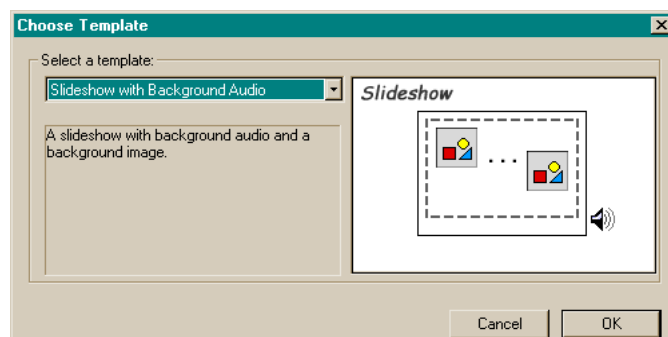 Choose Template
Select a template:
Slideshow with Background Audio
A slideshow with background audio and a
background image.
Slideshow
...
Cancel
OK